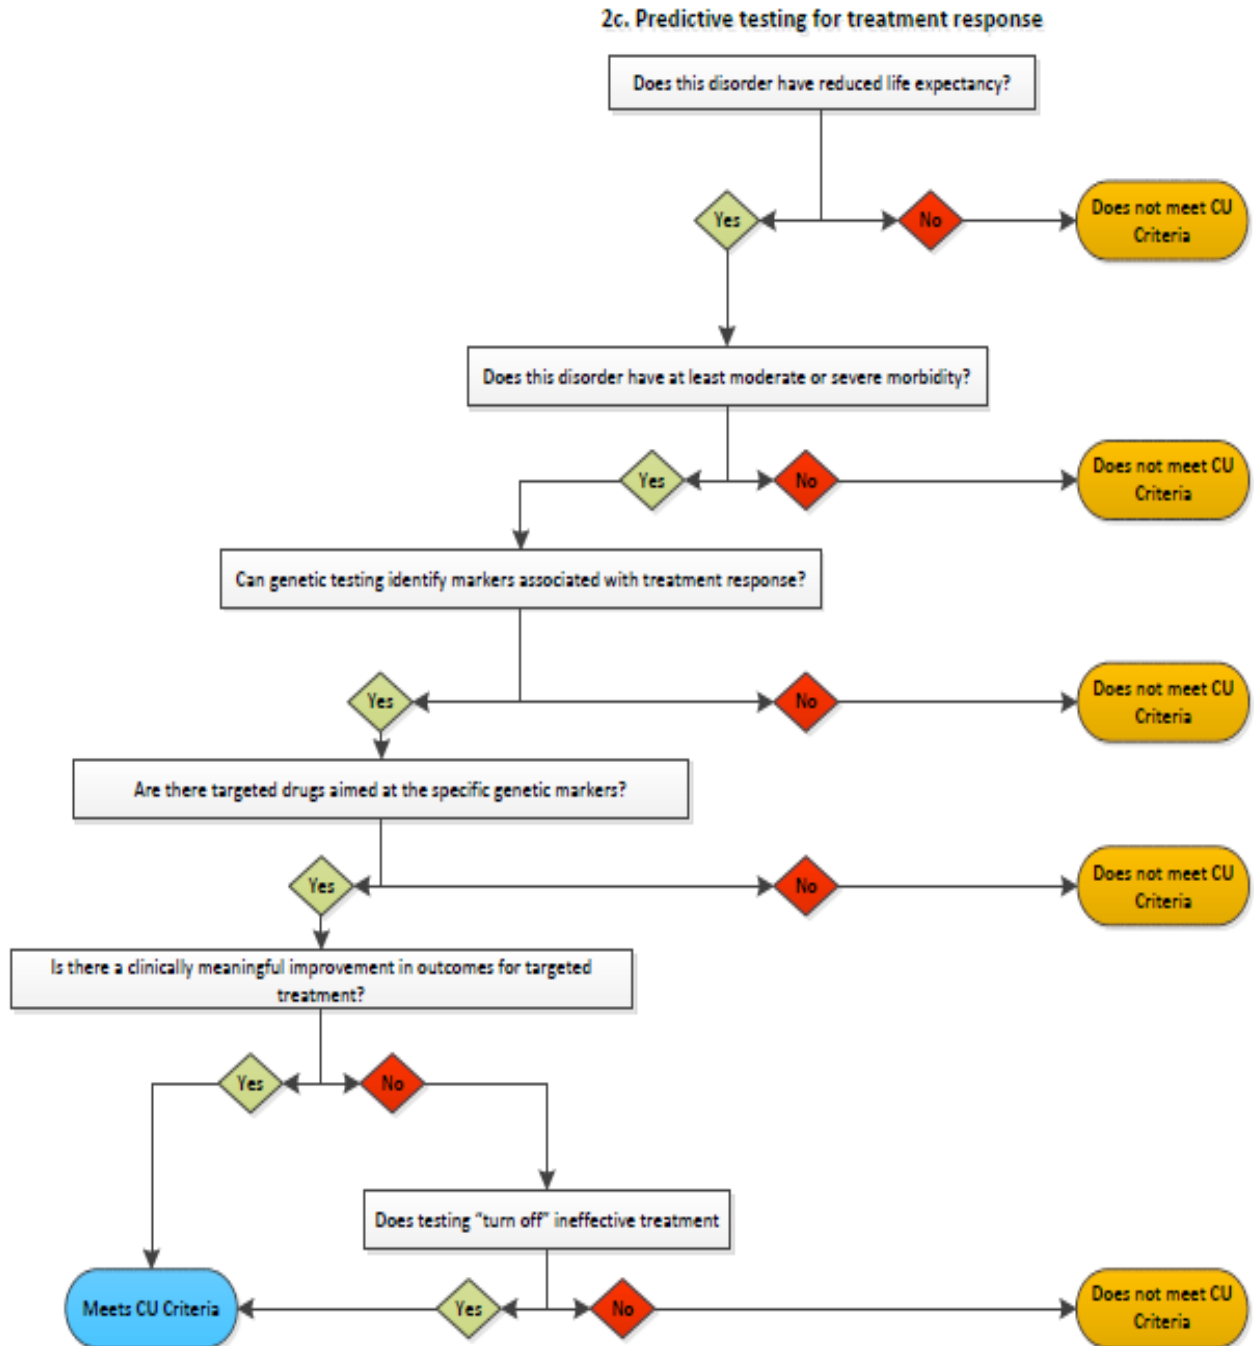 2c. Predictive testing for treatment response
Does this disorder have reduced life expectancy?
Yes
No
Does not meet CU
Criteria
Does this disorder have at least moderate or severe morbidity?
Yes
No
Does not meet CU
Criteria
Can genetic testing identify markers associated with treatment response?
Yes
No
Does not meet CU
Criteria
Are there targeted drugs aimed at the specific genetic markers?
Yes
No
Does not meet CU
Criteria
Is there a clinically meaningful improvement in outcomes for targeted
treatment?
Yes
No
Does testing “turn off” ineffective treatment
Meets CU Criteria
Yes
No
Does not meet CU
Criteria